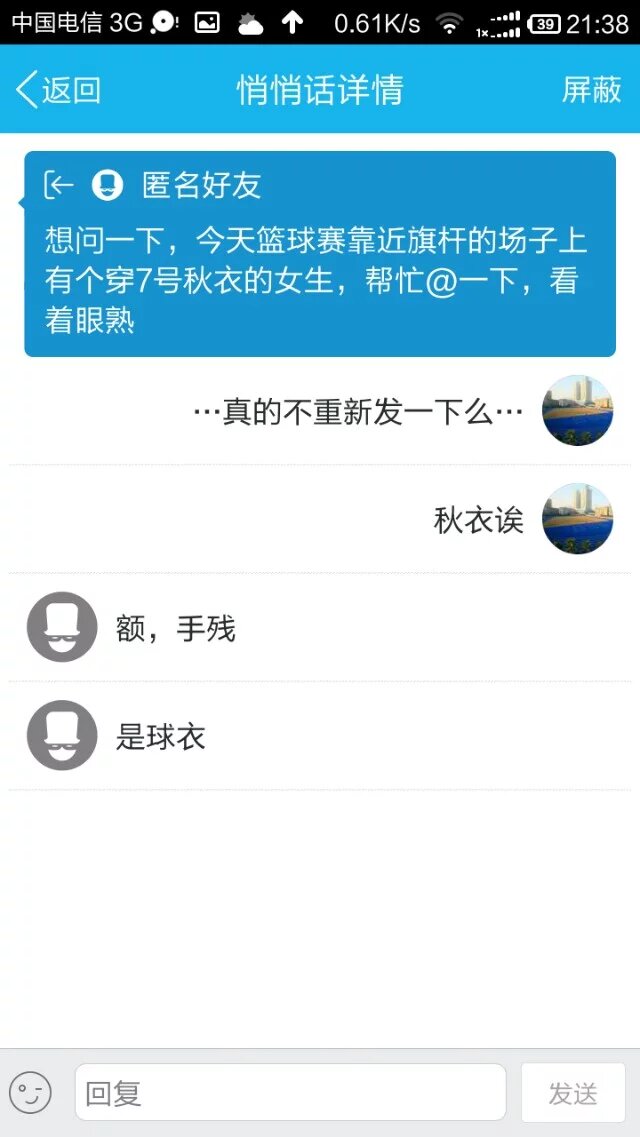 中国电信 3G 0.61K/s 1x 39 21:38
返回 悄悄话详情 屏蔽
匿名好友
想问一下，今天篮球赛靠近旗杆的场子上
有个穿7号秋衣的女生，帮忙@一下，看
着眼熟
···真的不重新发一下么···
秋衣诶
额，手残
是球衣
回复 发送